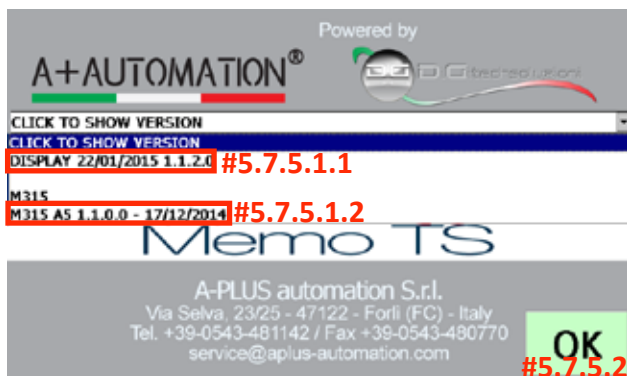 Powered by
A+AUTOMATION®
DG tecnosoluzioni
CLICK TO SHOW VERSION
CLICK TO SHOW VERSION
DISPLAY 22/01/2015 1.1.2.0 #5.7.5.1.1
M315
M315 A5 1.1.0.0 - 17/12/2014 #5.7.5.1.2
Memo TS
A-PLUS automation S.r.l.
Via Selva, 23/25 - 47122 - Forlì (FC) - Italy
Tel. +39-0543-481142 / Fax +39-0543-480770
service@aplus-automation.com
OK
#5.7.5.2